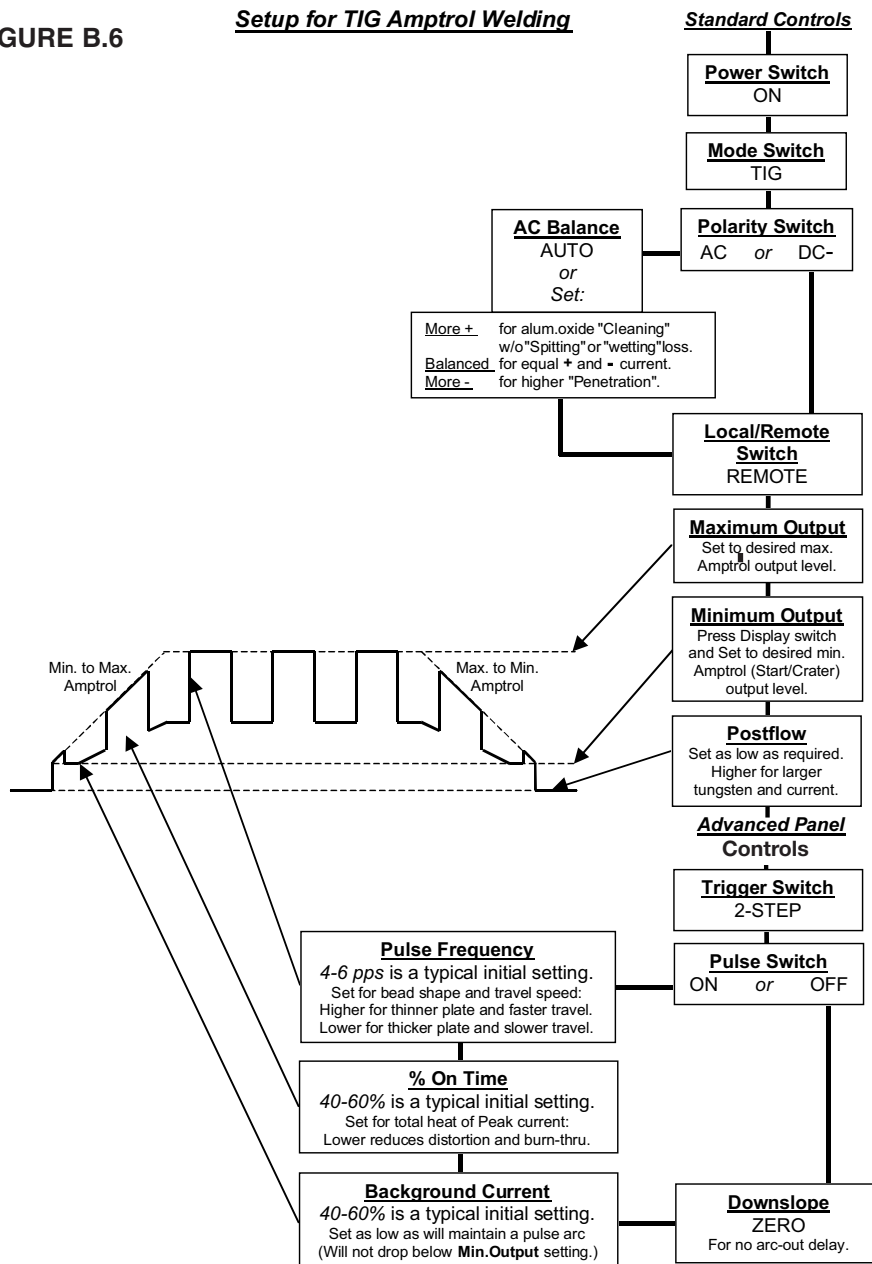 GURE B.6
Setup for TIG Amptrol Welding
Standard Controls
Power Switch
ON
Mode Switch
TIG
Polarity Switch
AC or DC-
AC Balance
AUTO
or
Set:
More + for alum.oxide "Cleaning"
w/o"Spitting"or"wetting"loss.
Balanced for equal + and - current.
More - for higher "Penetration".
Local/Remote
Switch
REMOTE
Maximum Output
Set to desired max.
Amptrol output level.
Minimum Output
Press Display switch
and Set to desired min.
Amptrol (Start/Crater)
output level.
Min. to Max.
Amptrol
Max. to Min.
Amptrol
Postflow
Set as low as required.
Higher for larger
tungsten and current.
Advanced Panel
Controls
Trigger Switch
2-STEP
Pulse Switch
ON or OFF
Pulse Frequency
4-6 pps is a typical initial setting.
Set for bead shape and travel speed:
Higher for thinner plate and faster travel.
Lower for thicker plate and slower travel.
% On Time
40-60% is a typical initial setting.
Set for total heat of Peak current:
Lower reduces distortion and burn-thru.
Background Current
40-60% is a typical initial setting.
Set as low as will maintain a pulse arc
(Will not drop below Min.Output setting.)
Downslope
ZERO
For no arc-out delay.